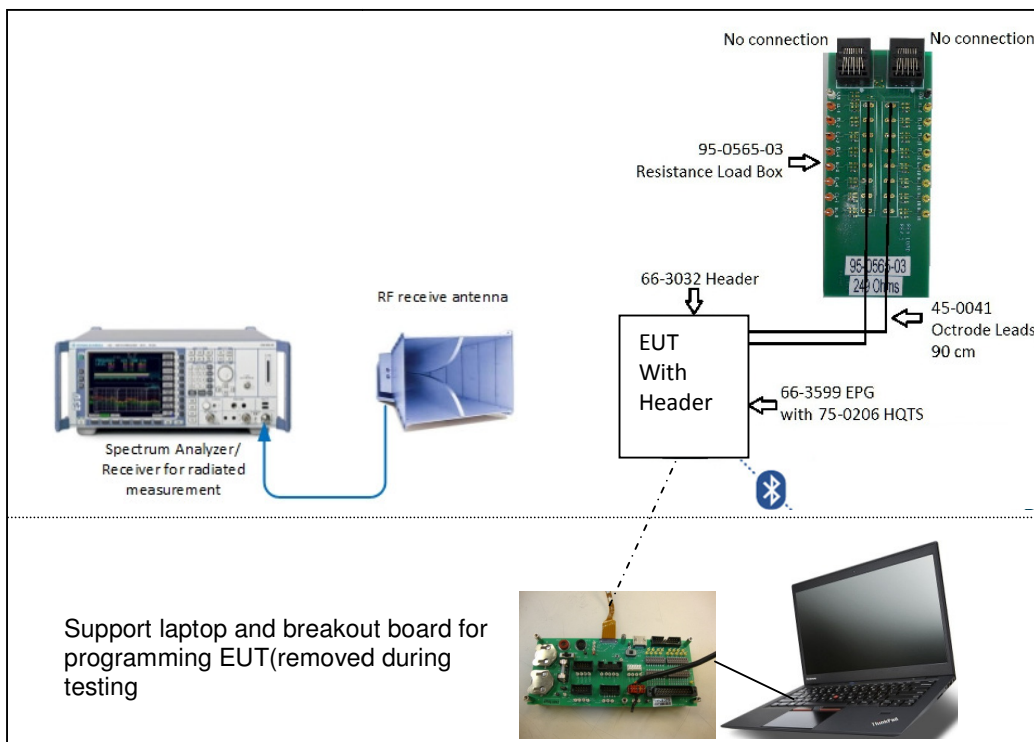 No connection
No connection
95-0565-03
Resistance Load Box
95-0565-03
249 Ohms
66-3032 Header
RF receive antenna
45-0041
Octrode Leads
90 cm
EUT
With
Header
66-3599 EPG
with 75-0206 HQTS
Spectrum Analyzer/
Receiver for radiated
measurement
Support laptop and breakout board for
programming EUT(removed during
testing
ThinkPad